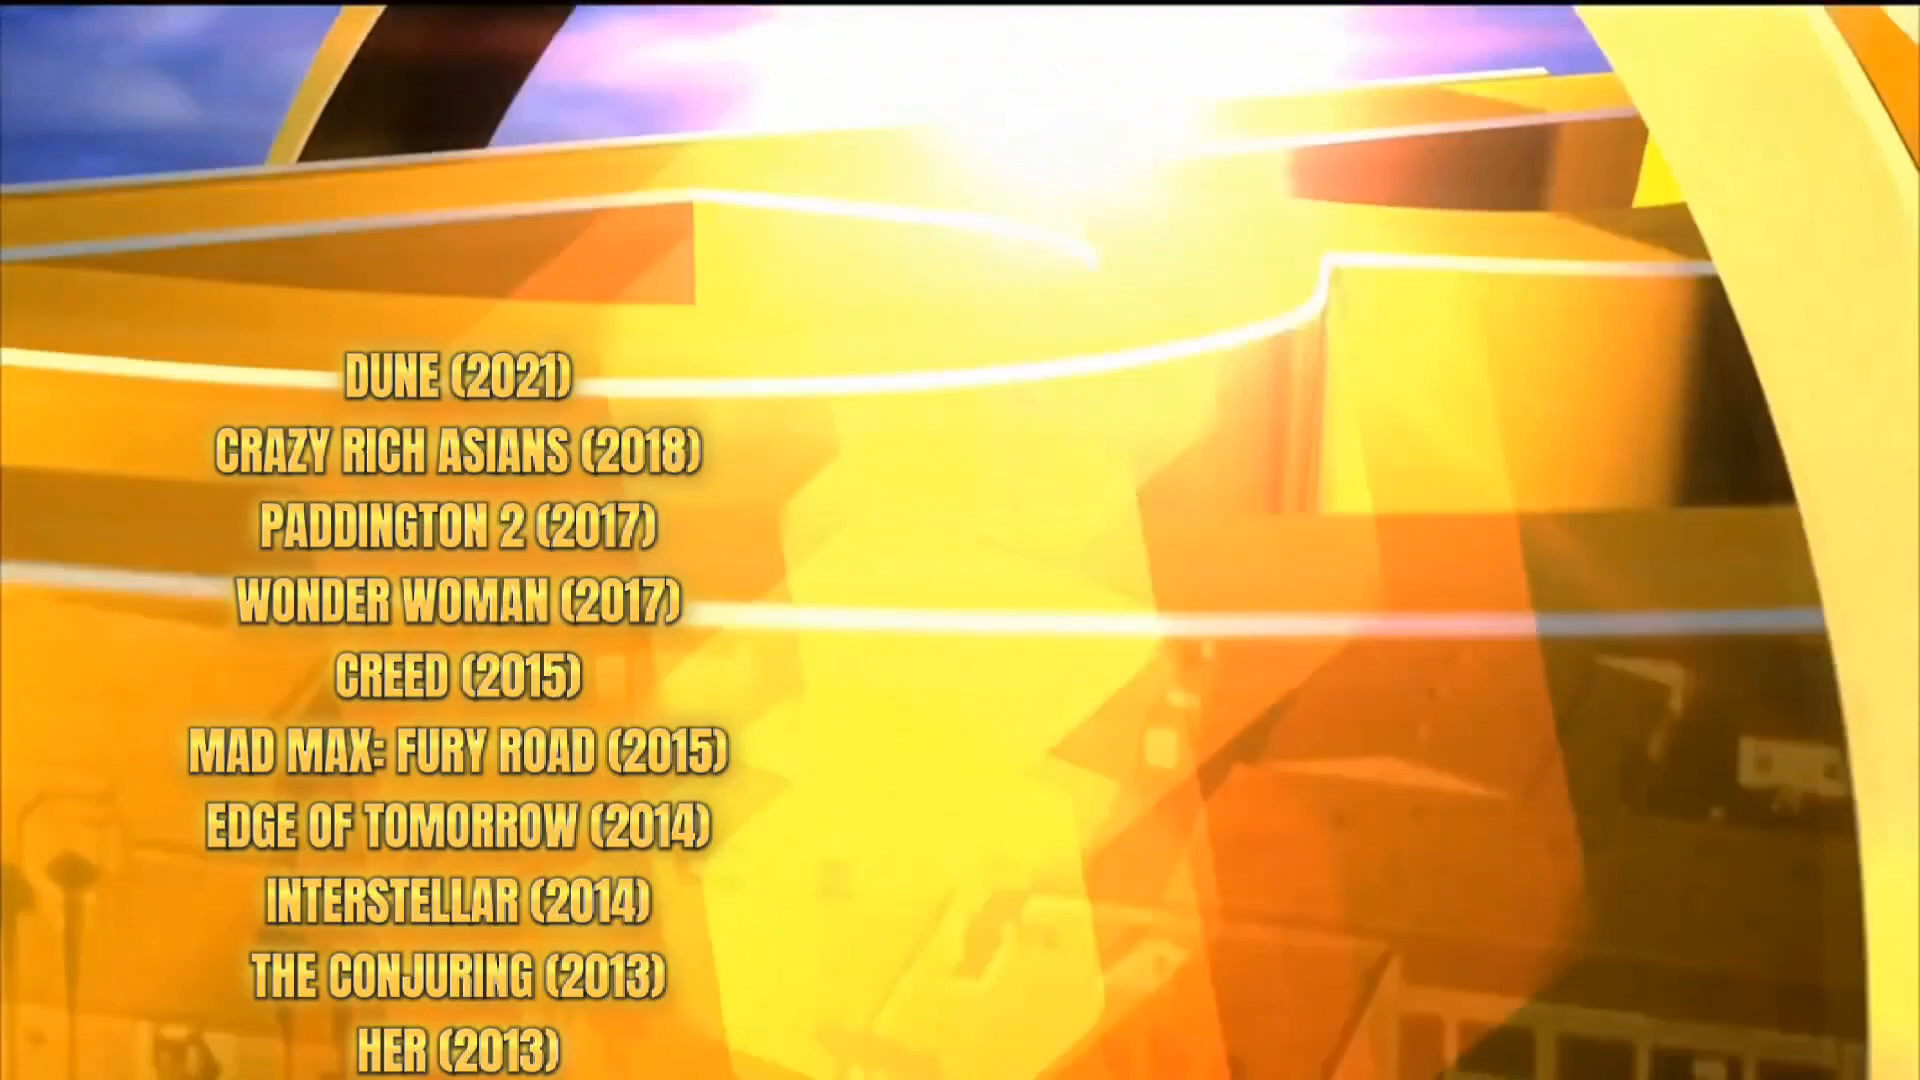 DUNE (2021)
CRAZY RICH ASIANS (2018)
PADDINGTON 2 (2017)
WONDER WOMAN (2017)
CREED (2015)
MAD MAX: FURY ROAD (2015)
EDGE OF TOMORROW (2014)
INTERSTELLAR (2014)
THE CONJURING (2013)
HER (2013)